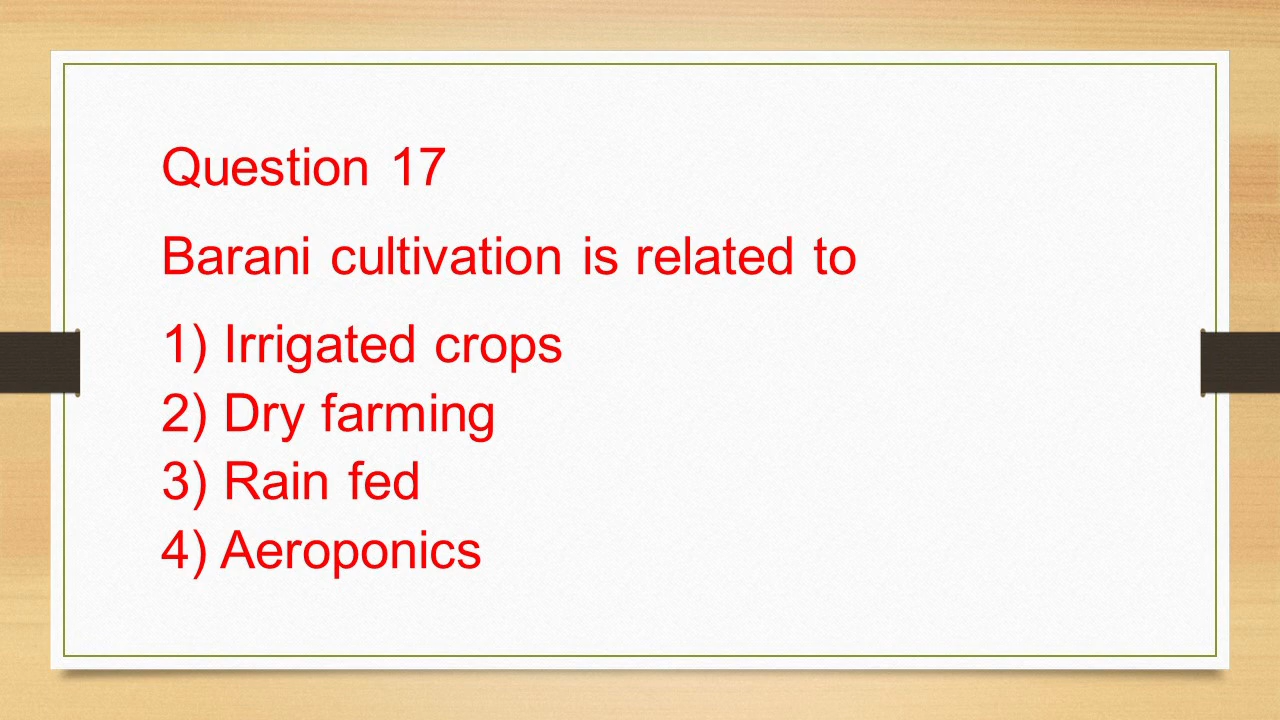 Question 17
Barani cultivation is related to
1) Irrigated crops
2) Dry farming
3) Rain fed
4) Aeroponics